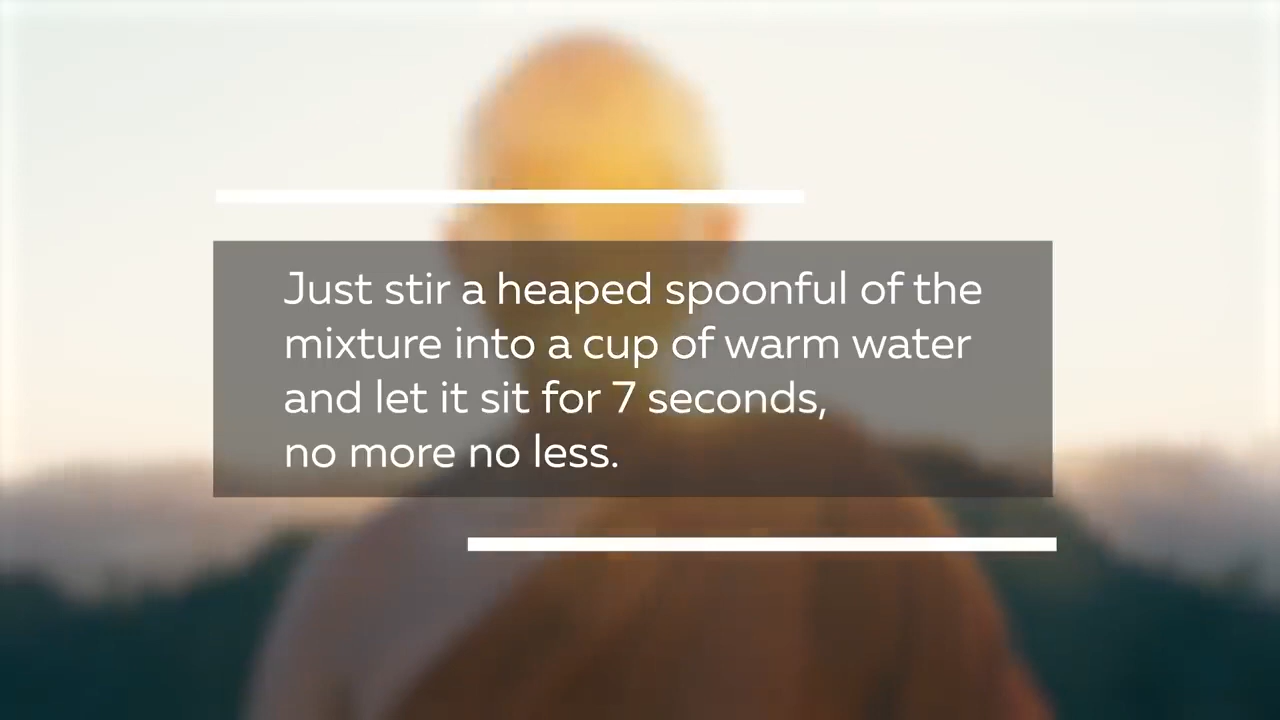 Just stir a heaped spoonful of the
mixture into a cup of warm water
and let it sit for 7 seconds,
no more no less.